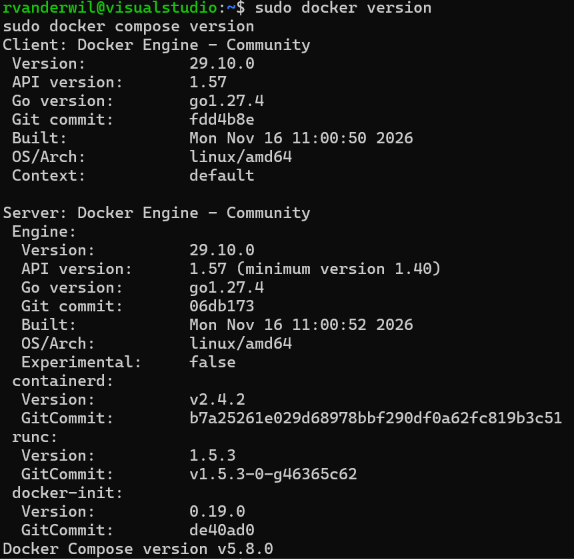 rvanderwil@visualstudio:~$ sudo docker version
sudo docker compose version
Client: Docker Engine - Community
 Version:           29.10.0
 API version:       1.57
 Go version:        go1.27.4
 Git commit:        fdd4b8e
 Built:             Mon Nov 16 11:00:50 2026
 OS/Arch:           linux/amd64
 Context:           default

Server: Docker Engine - Community
 Engine:
  Version:          29.10.0
  API version:      1.57 (minimum version 1.40)
  Go version:       go1.27.4
  Git commit:       06db173
  Built:            Mon Nov 16 11:00:52 2026
  OS/Arch:          linux/amd64
  Experimental:     false
 containerd:
  Version:          v2.4.2
  GitCommit:        b7a25261e029d68978bbf290df0a62fc819b3c51
 runc:
  Version:          1.5.3
  GitCommit:        v1.5.3-0-g46365c62
 docker-init:
  Version:          0.19.0
  GitCommit:        de40ad0
Docker Compose version v5.8.0